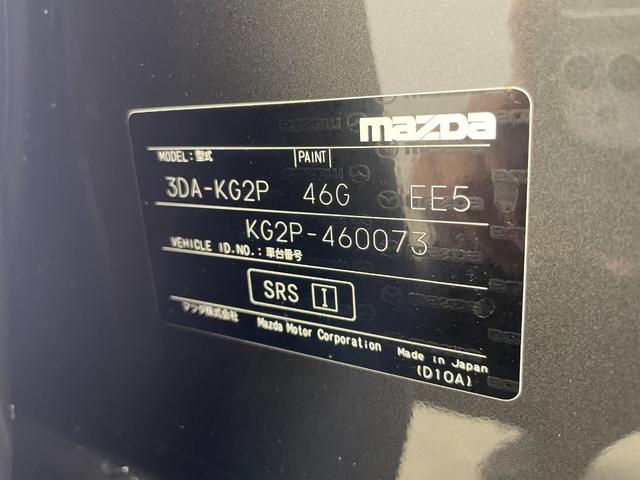 mazda
MODEL: 型式 PAINT
3DA-KG2P 46G EE5
KG2P-460073
VEHICLE ID.NO.: 車台番号
SRS I
マツダ株式会社 Mazda Motor Corporation Made in Japan
(D10A)